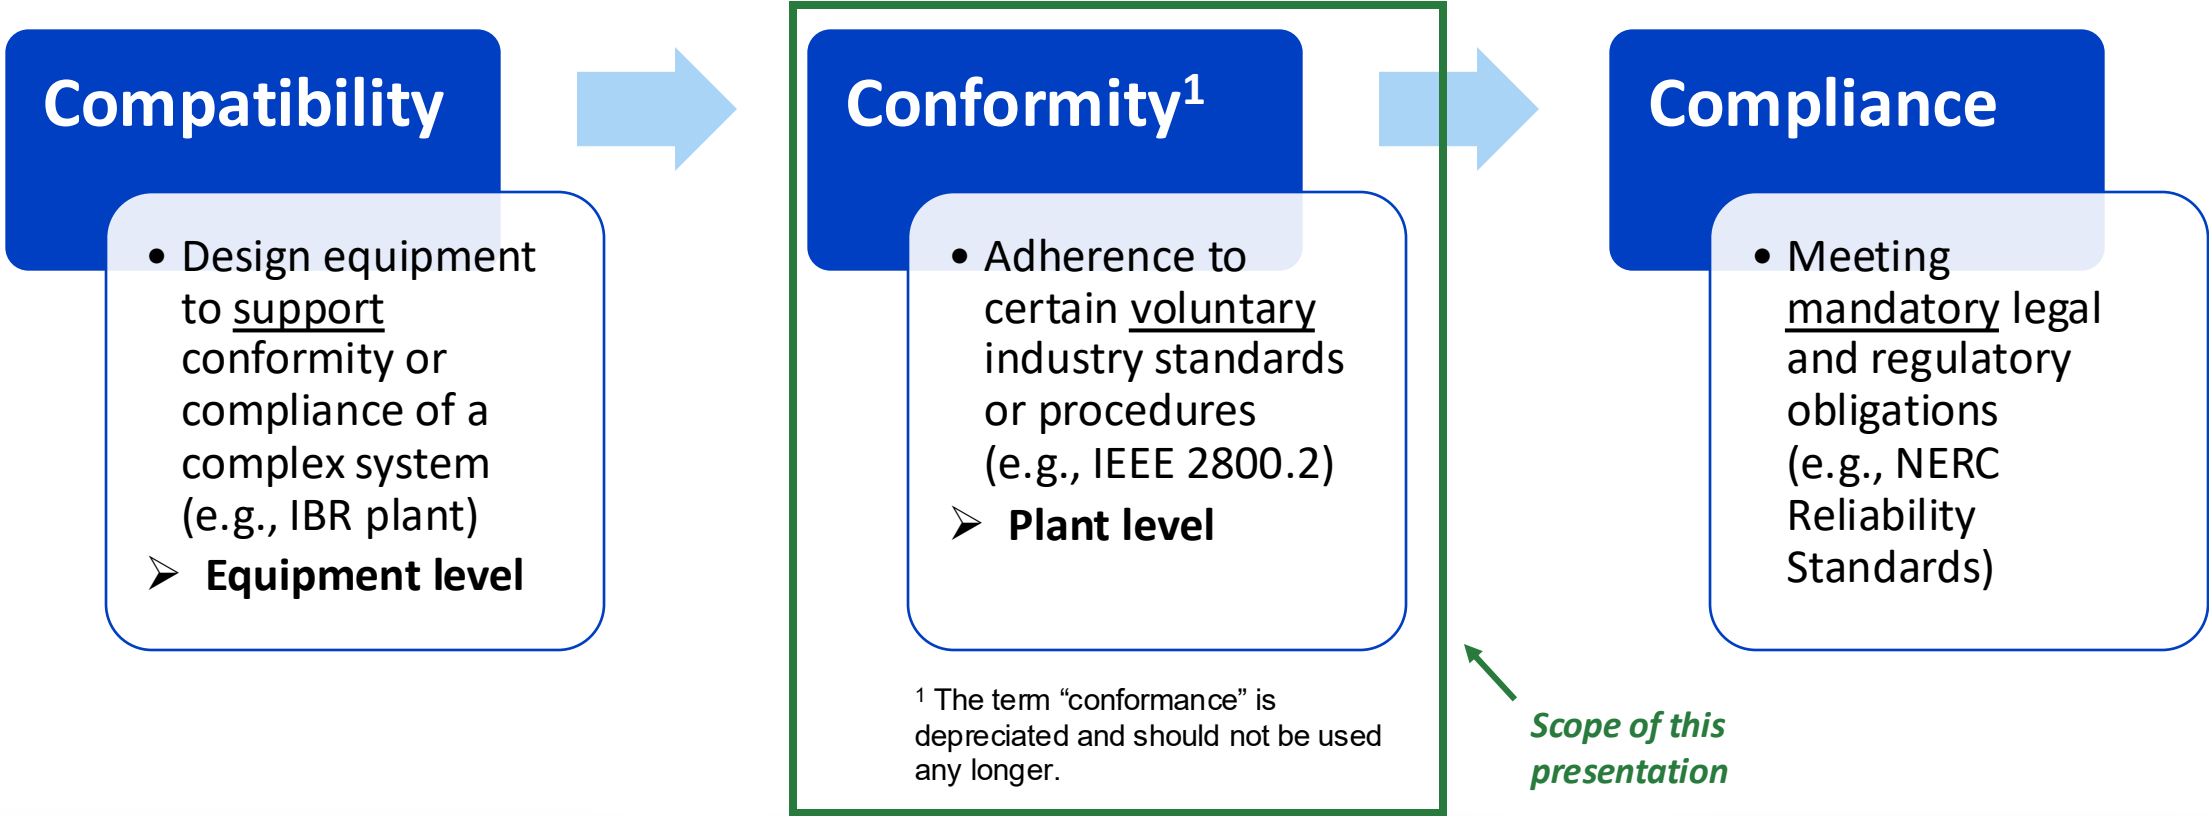 Compatibility
• Design equipment
to support
conformity or
compliance of a
complex system
(e.g., IBR plant)
➢ Equipment level
Conformity¹
• Adherence to
certain voluntary
industry standards
or procedures
(e.g., IEEE 2800.2)
➢ Plant level
¹ The term “conformance” is
depreciated and should not be used
any longer.
Compliance
• Meeting
mandatory legal
and regulatory
obligations
(e.g., NERC
Reliability
Standards)
Scope of this
presentation